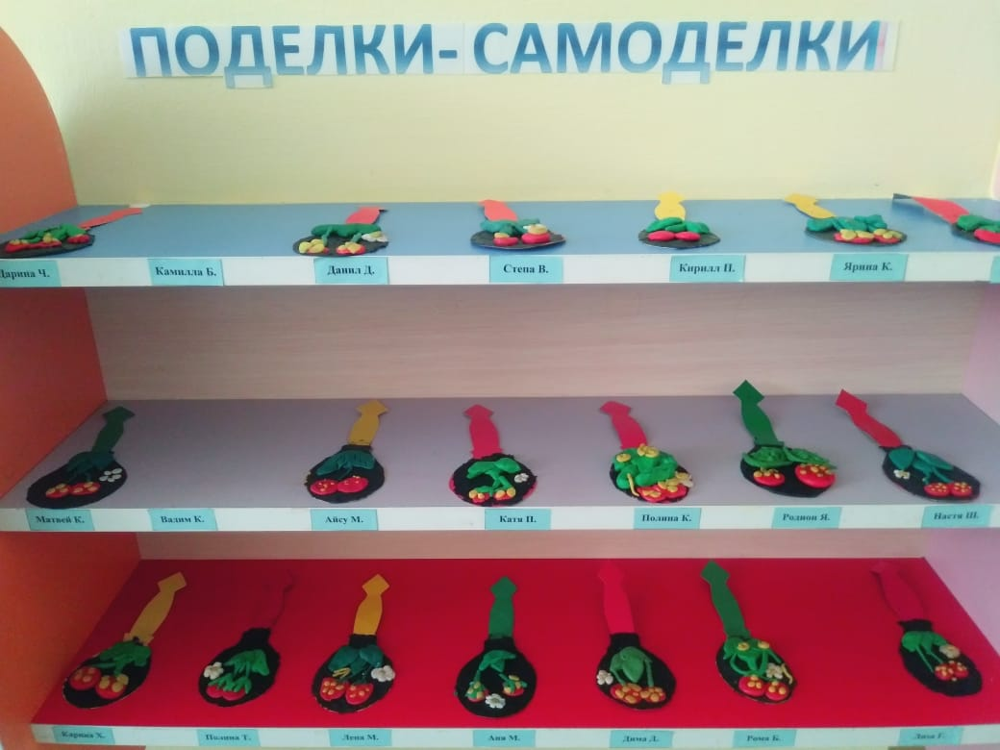 ПОДЕЛКИ- САМОДЕЛКИ
Дарина Ч. Камилла Б. Данил Д. Степа В. Кирилл П. Ярина К.
Матвей К. Вадим К. Айсу М. Катя П. Полина К. Родион Я. Настя Ш.
Карина Х. Полина Т. Лена М. Аня М. Дима Д. Рома Б. Лиза Г.